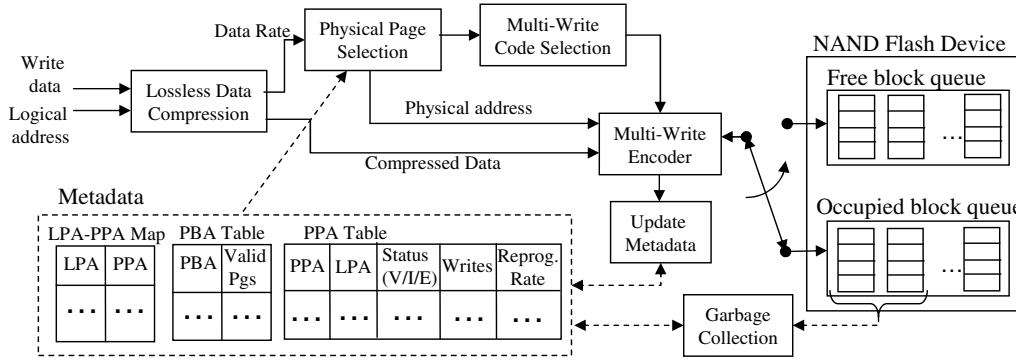 Write
data
Logical
address
Lossless Data
Compression
Data Rate
Physical Page
Selection
Multi-Write
Code Selection
Physical address
Compressed Data
Multi-Write
Encoder
Update
Metadata
NAND Flash Device
Free block queue
...
Occupied block queue
...
Garbage
Collection
Metadata
LPA-PPA Map
LPA PPA
... ...
PBA Table
PBA Valid
Pgs
... ...
PPA Table
PPA LPA Status
(V/I/E) Writes Reprog.
Rate
... ... ... ... ...